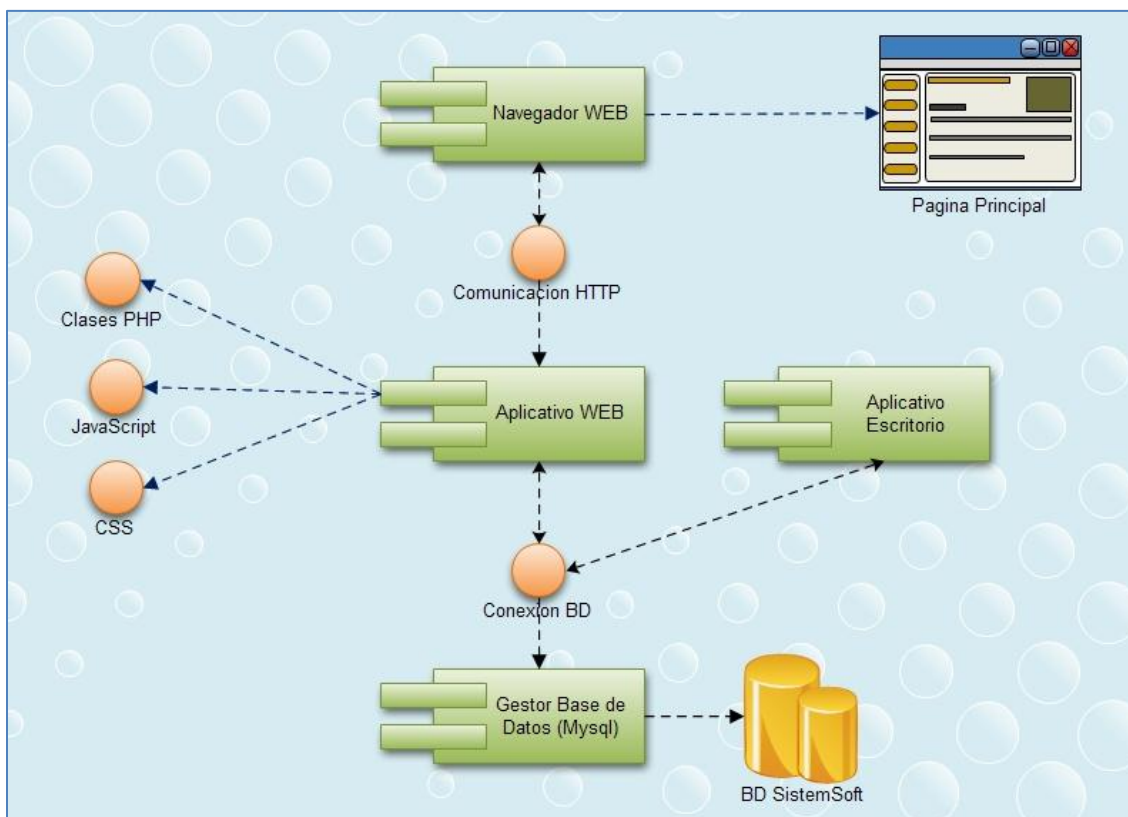 Navegador WEB
Pagina Principal
Comunicacion HTTP
Clases PHP
JavaScript
CSS
Aplicativo WEB
Aplicativo
Escritorio
Conexion BD
Gestor Base de
Datos (Mysql)
BD SistemSoft